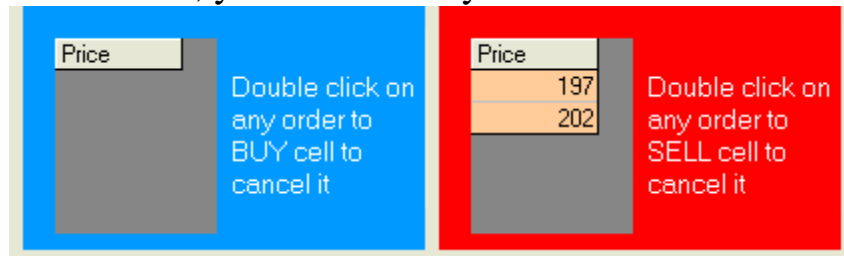 Price
Double click on
any order to
BUY cell to
cancel it
Price
197
202
Double click on
any order to
SELL cell to
cancel it